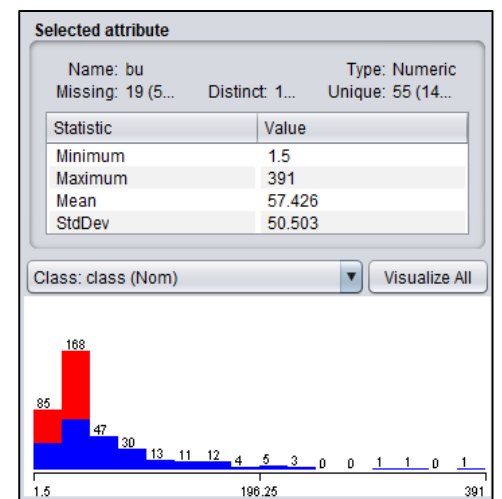 Selected attribute
Name: bu Type: Numeric
Missing: 19 (5... Distinct: 1... Unique: 55 (14...
Statistic Value
Minimum 1.5
Maximum 391
Mean 57.426
StdDev 50.503
Class: class (Nom) Visualize All
168
85
47
30
13 11 12 4 5 3 0 0 1 1 0 1
1.5 196.25 391